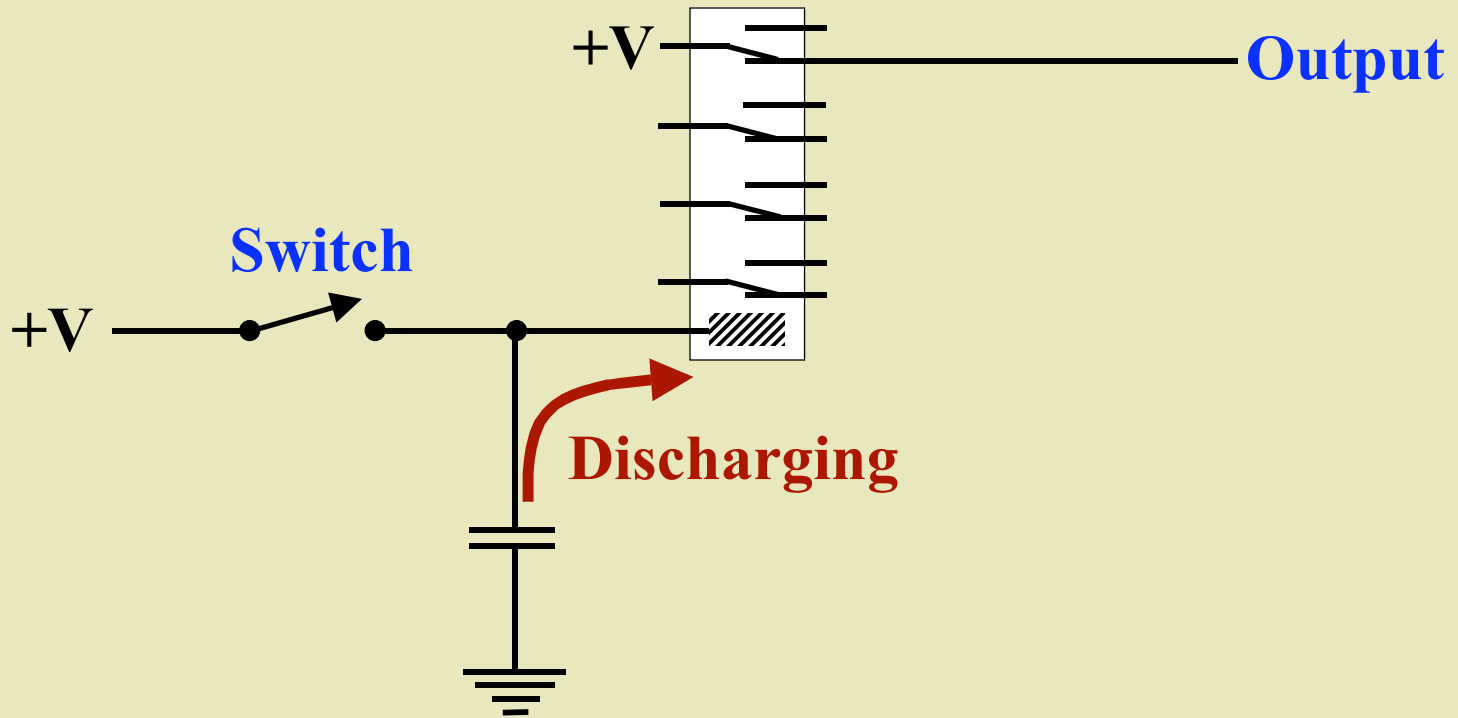 +V
Output
Switch
+V
Discharging